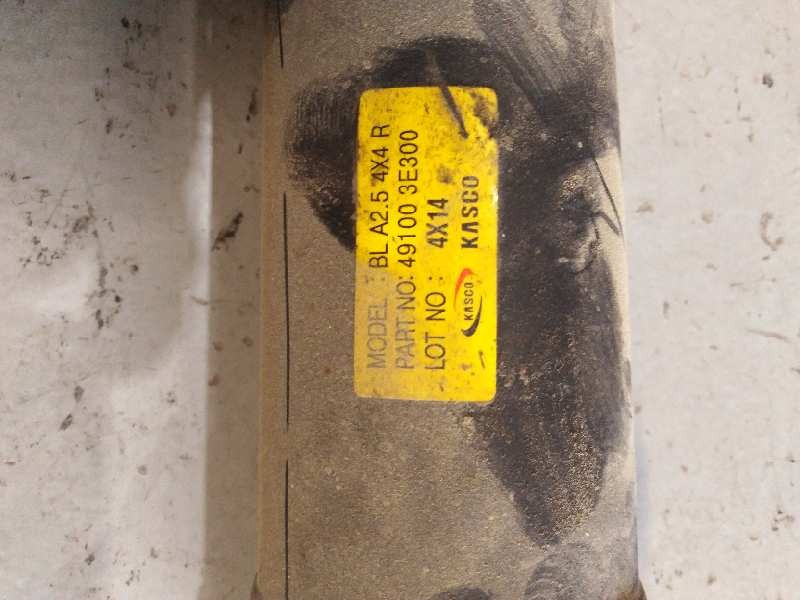 MODEL : BL A2.5 4X4 R
PART NO: 49100 3E300
LOT NO : 4X14
KASCO KASCO